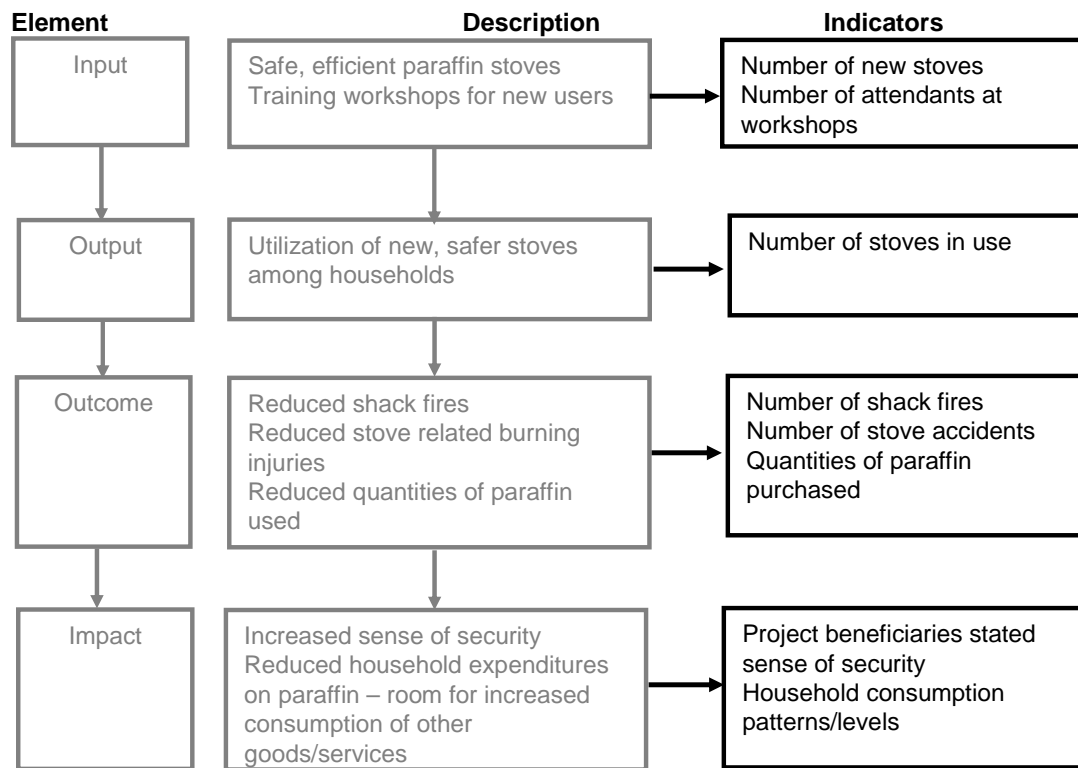 Element
Description
Indicators
Input
Safe, efficient paraffin stoves
Training workshops for new users
Number of new stoves
Number of attendants at
workshops
Output
Utilization of new, safer stoves
among households
Number of stoves in use
Outcome
Reduced shack fires
Reduced stove related burning
injuries
Reduced quantities of paraffin
used
Number of shack fires
Number of stove accidents
Quantities of paraffin
purchased
Impact
Increased sense of security
Reduced household expenditures
on paraffin – room for increased
consumption of other
goods/services
Project beneficiaries stated
sense of security
Household consumption
patterns/levels